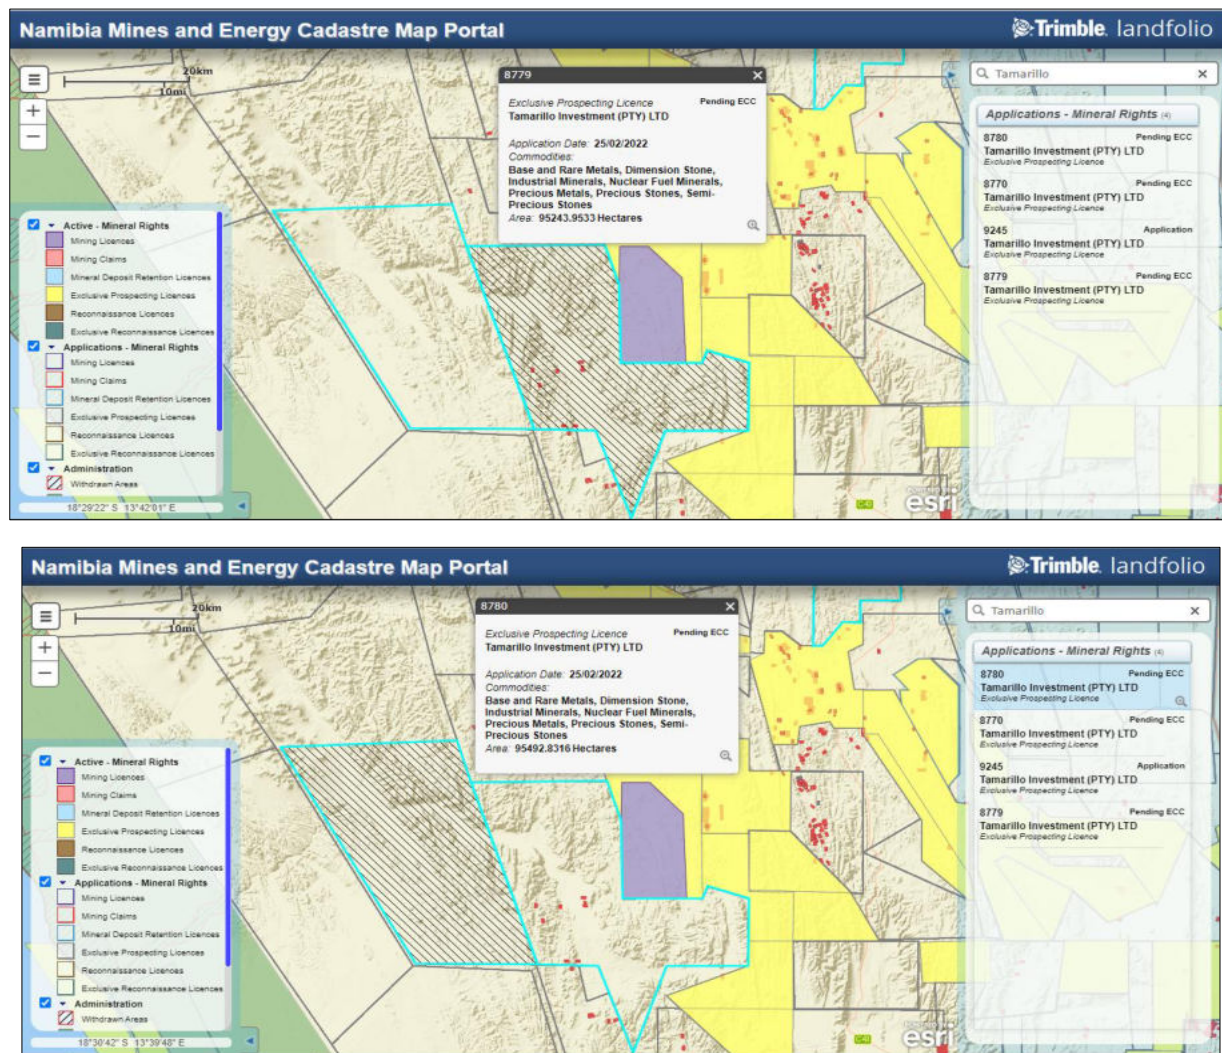 Namibia Mines and Energy Cadastre Map Portal
Trimble. landfolio
20km
10mi
+
−
8779
Exclusive Prospecting Licence Pending ECC
Tamarillo Investment (PTY) LTD
Application Date: 25/02/2022
Commodities:
Base and Rare Metals, Dimension Stone,
Industrial Minerals, Nuclear Fuel Minerals,
Precious Metals, Precious Stones, Semi-
Precious Stones
Area: 95243.9533 Hectares
Tamarillo
Applications - Mineral Rights (4)
8780 Pending ECC
Tamarillo Investment (PTY) LTD
Exclusive Prospecting Licence
8770 Pending ECC
Tamarillo Investment (PTY) LTD
Exclusive Prospecting Licence
9245 Application
Tamarillo Investment (PTY) LTD
Exclusive Prospecting Licence
8779 Pending ECC
Tamarillo Investment (PTY) LTD
Exclusive Prospecting Licence
Active - Mineral Rights
Mining Licences
Mining Claims
Mineral Deposit Retention Licences
Exclusive Prospecting Licences
Reconnaissance Licences
Exclusive Reconnaissance Licences
Applications - Mineral Rights
Mining Licences
Mining Claims
Mineral Deposit Retention Licences
Exclusive Prospecting Licences
Reconnaissance Licences
Exclusive Reconnaissance Licences
Administration
Withdrawn Areas
18°29'22" S 13°42'01" E
esri
Namibia Mines and Energy Cadastre Map Portal
Trimble. landfolio
20km
10mi
+
−
8780
Exclusive Prospecting Licence Pending ECC
Tamarillo Investment (PTY) LTD
Application Date: 25/02/2022
Commodities:
Base and Rare Metals, Dimension Stone,
Industrial Minerals, Nuclear Fuel Minerals,
Precious Metals, Precious Stones, Semi-
Precious Stones
Area: 95492.8316 Hectares
Tamarillo
Applications - Mineral Rights (4)
8780 Pending ECC
Tamarillo Investment (PTY) LTD
Exclusive Prospecting Licence
8770 Pending ECC
Tamarillo Investment (PTY) LTD
Exclusive Prospecting Licence
9245 Application
Tamarillo Investment (PTY) LTD
Exclusive Prospecting Licence
8779 Pending ECC
Tamarillo Investment (PTY) LTD
Exclusive Prospecting Licence
Active - Mineral Rights
Mining Licences
Mining Claims
Mineral Deposit Retention Licences
Exclusive Prospecting Licences
Reconnaissance Licences
Exclusive Reconnaissance Licences
Applications - Mineral Rights
Mining Licences
Mining Claims
Mineral Deposit Retention Licences
Exclusive Prospecting Licences
Reconnaissance Licences
Exclusive Reconnaissance Licences
Administration
Withdrawn Areas
18°30'42" S 13°39'48" E
esri